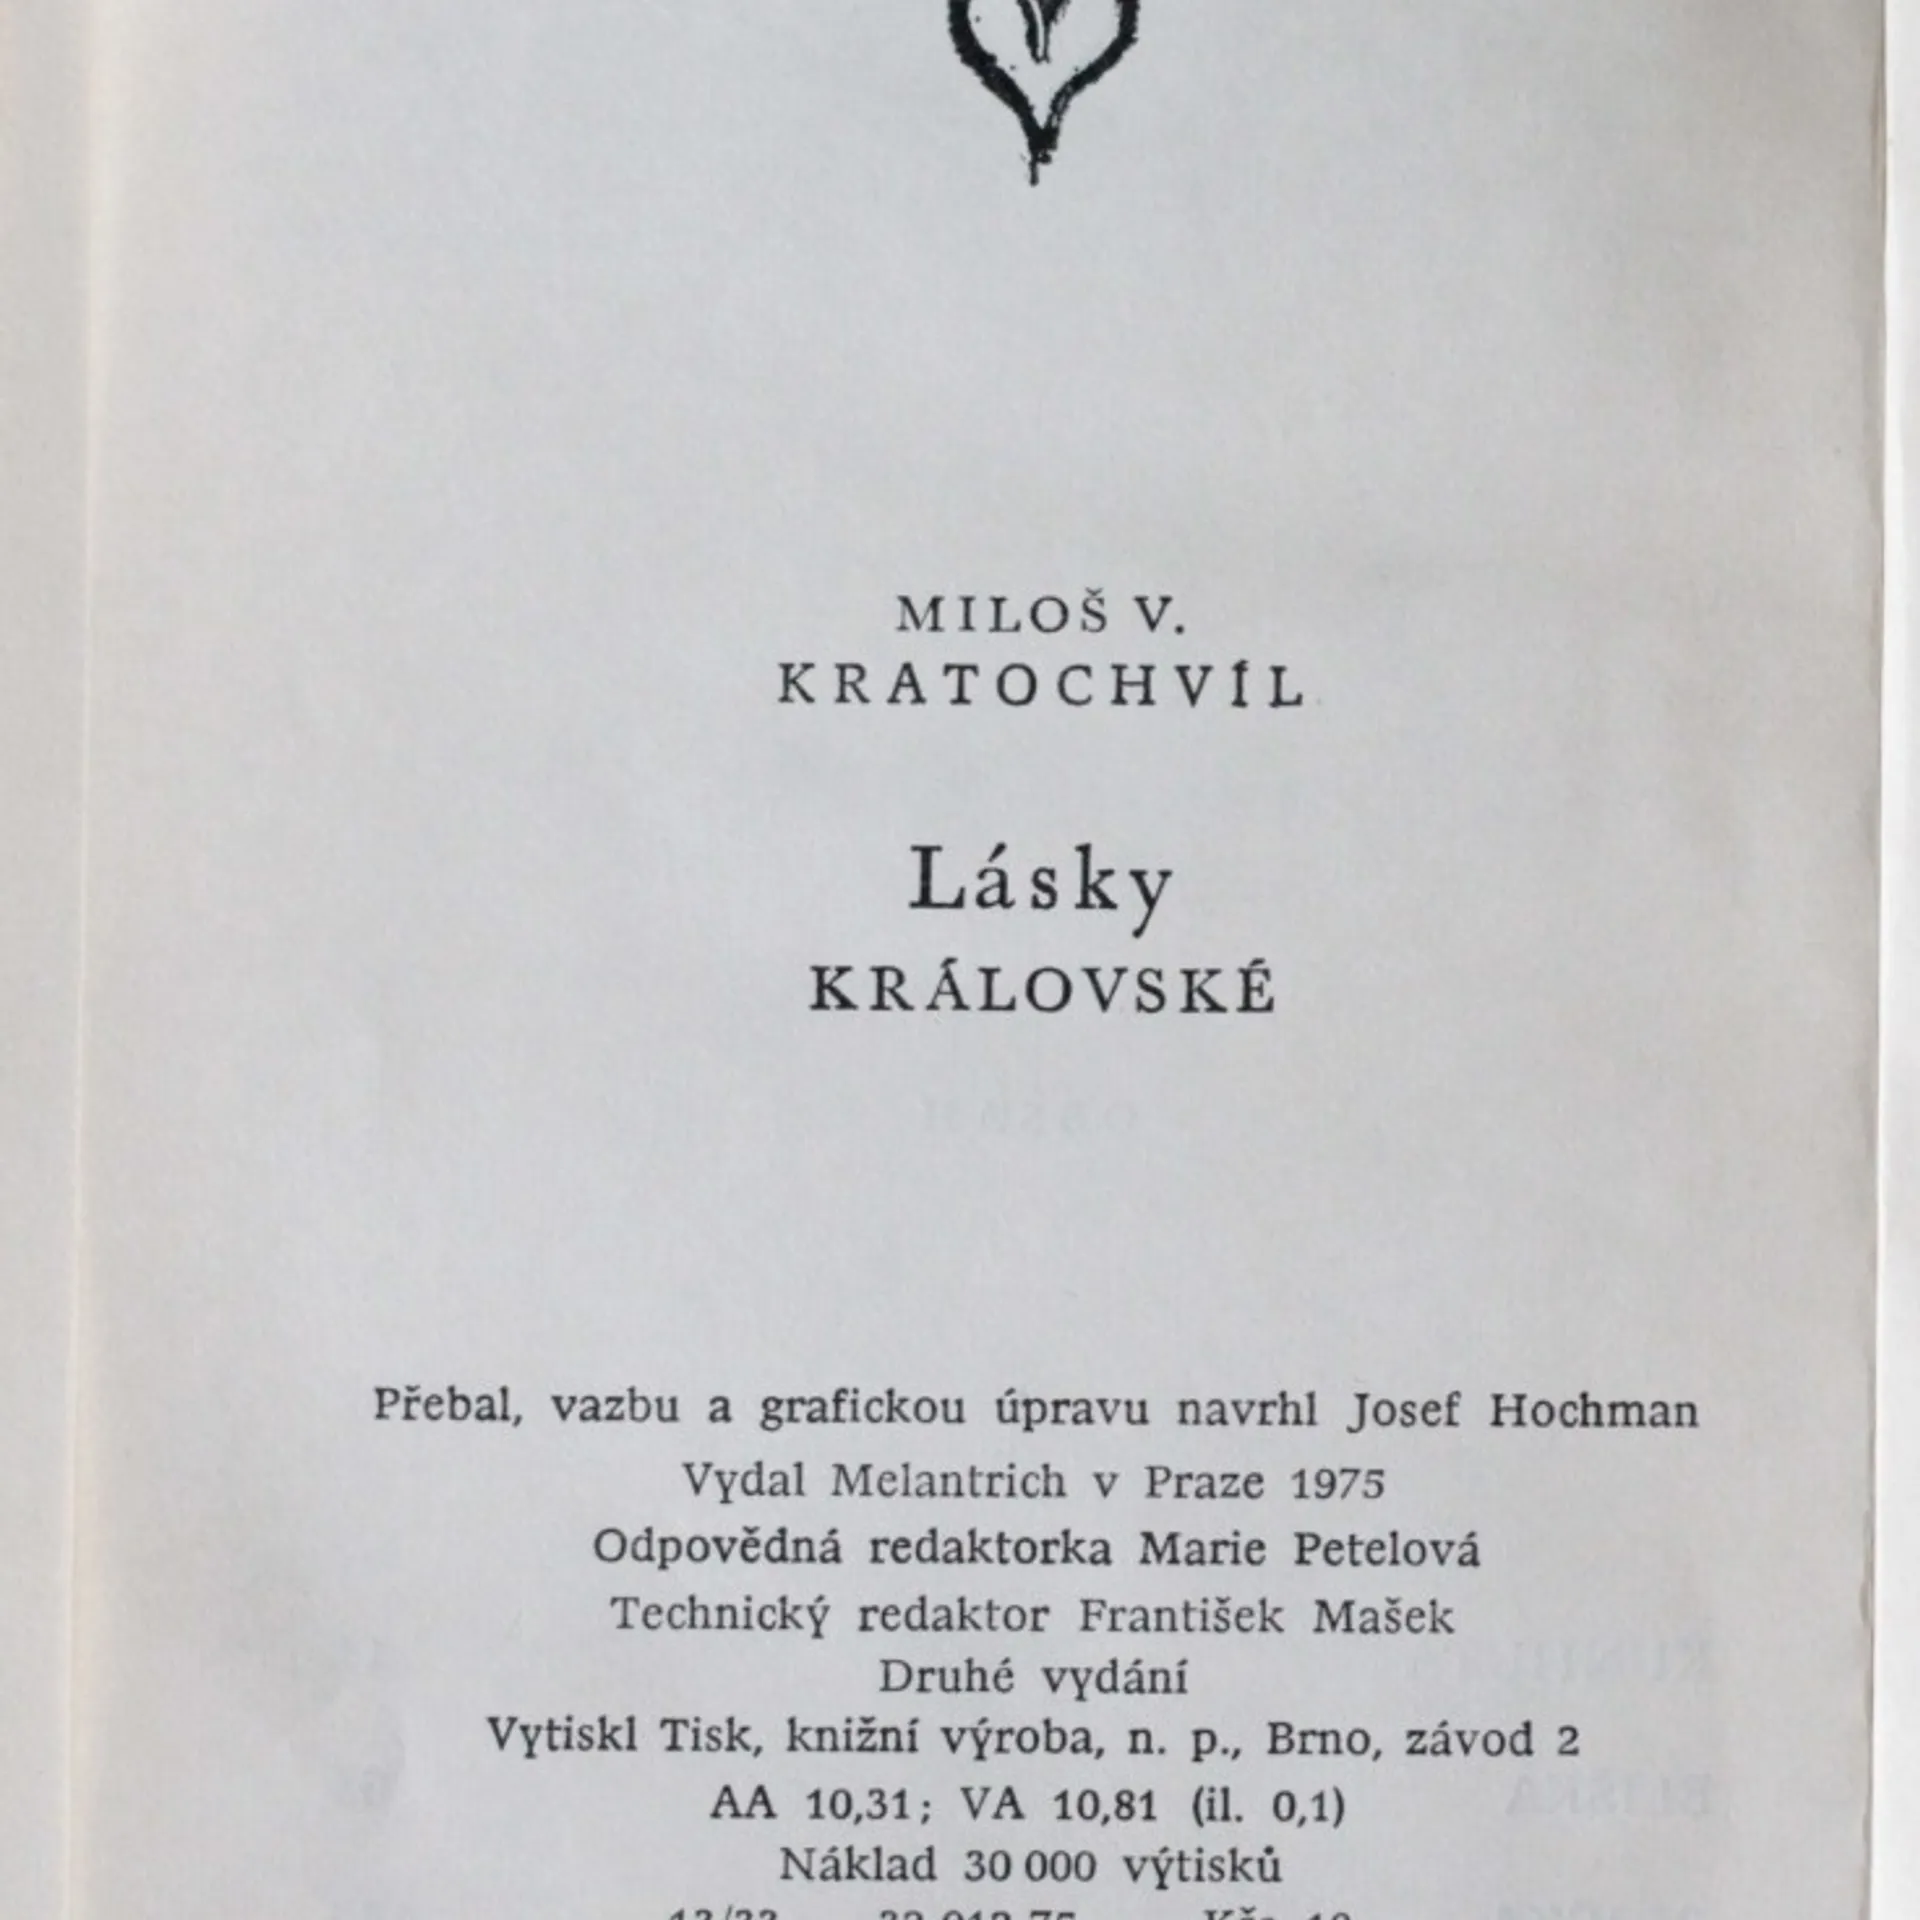 MILOŠ V.
KRATOCHVÍL
Lásky
KRÁLOVSKÉ
Přebal, vazbu a grafickou úpravu navrhl Josef Hochman
Vydal Melantrich v Praze 1975
Odpovědná redaktorka Marie Petelová
Technický redaktor František Mašek
Druhé vydání
Vytiskl Tisk, knižní výroba, n. p., Brno, závod 2
AA 10,31; VA 10,81 (il. 0,1)
Náklad 30 000 výtisků